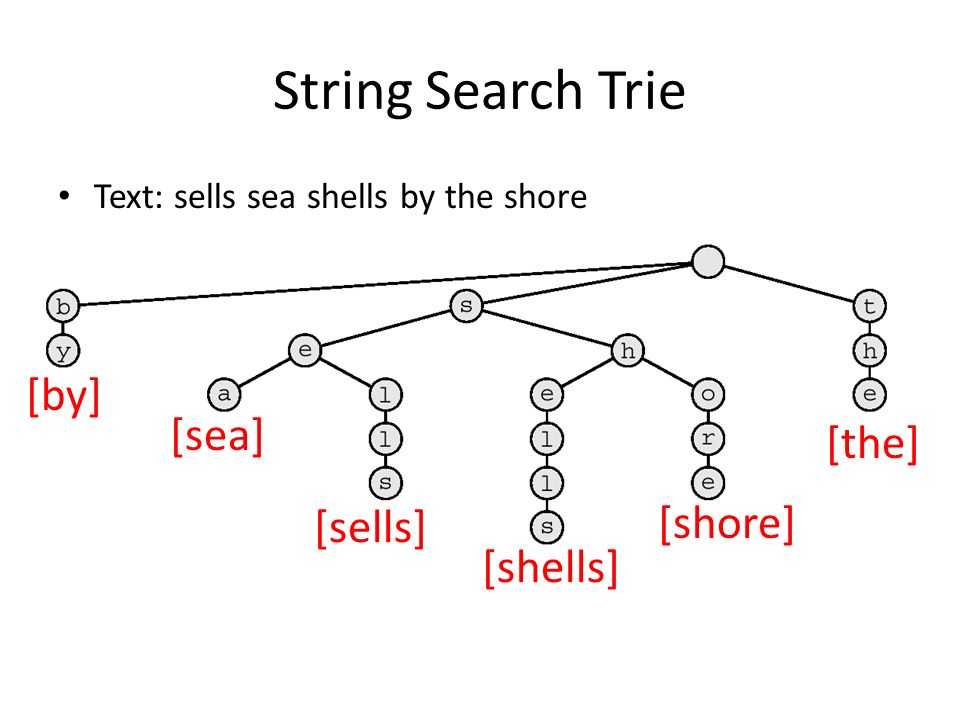 String Search Trie
• Text: sells sea shells by the shore
b s t
y e h h
a l e o e
[by]
[sea] l l r [the]
s l e
[sells] s [shore]
[shells]